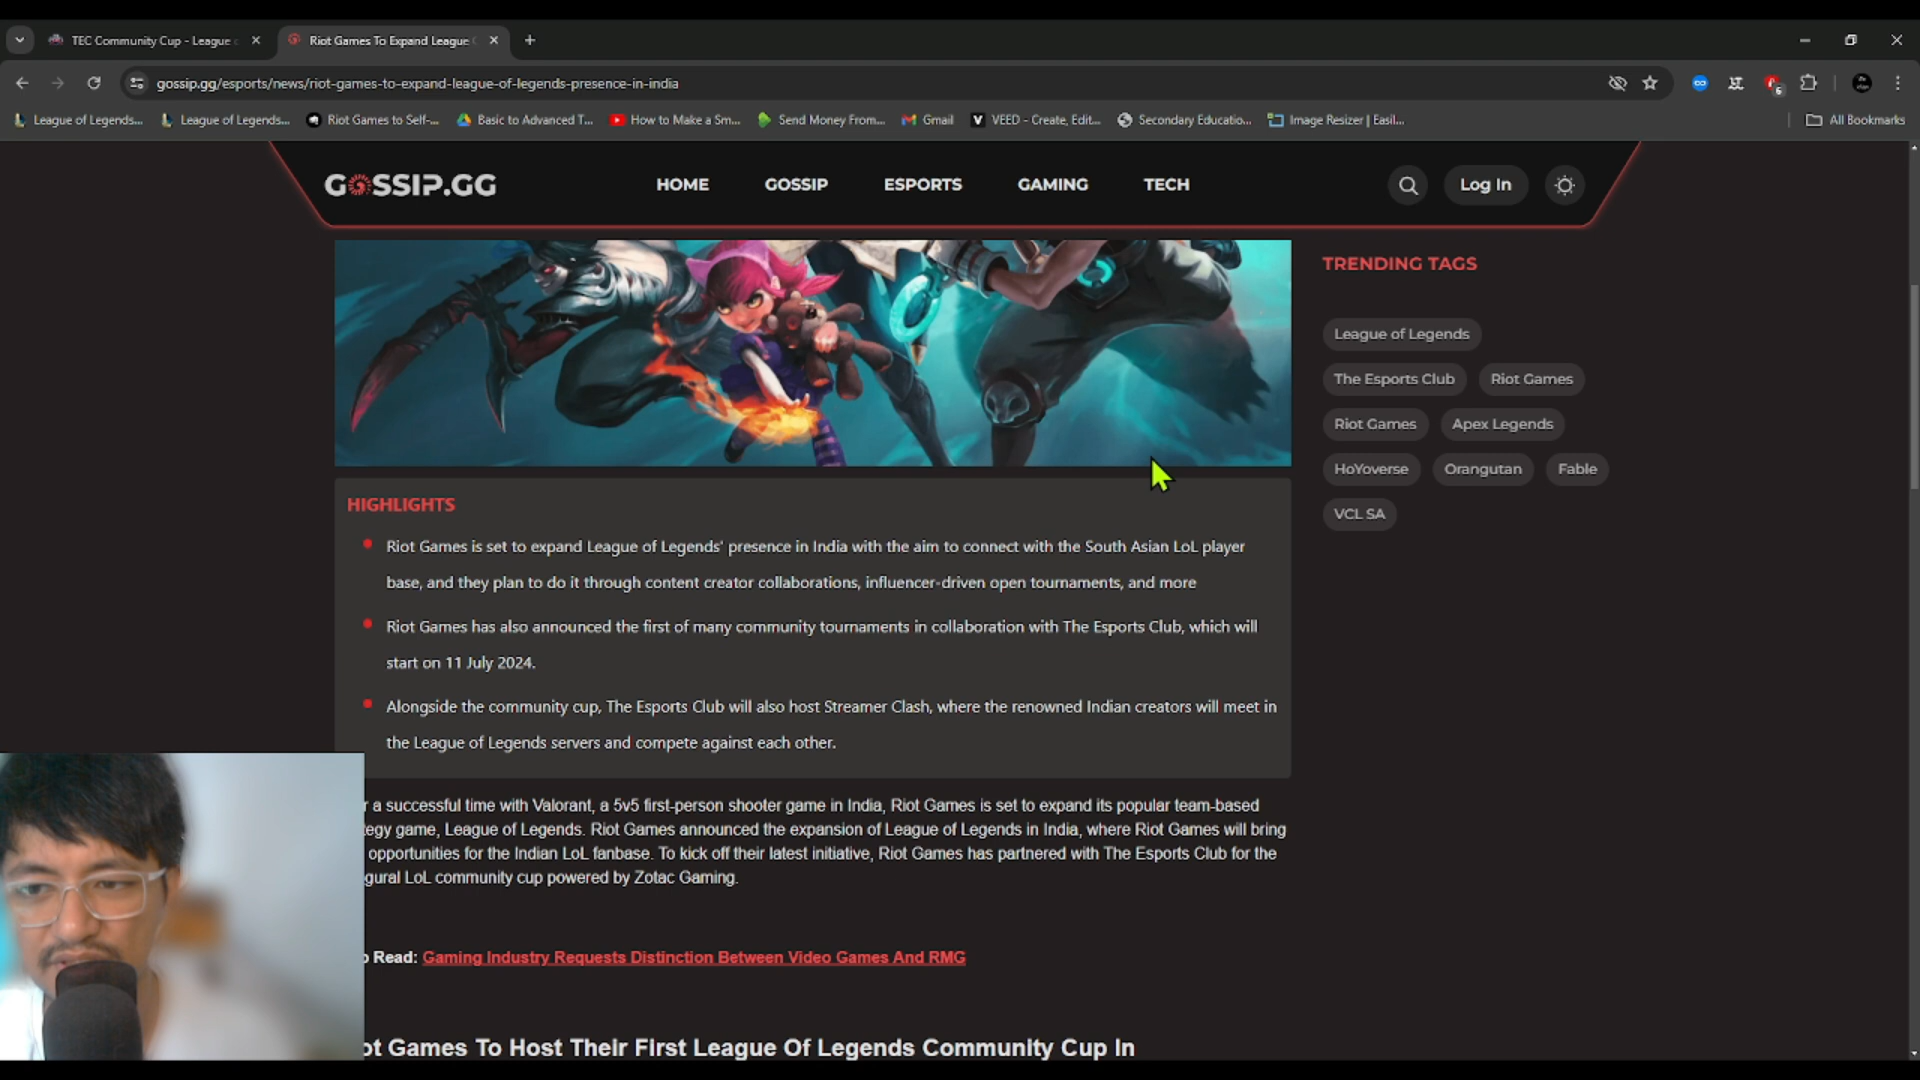 TEC Community Cup - League
Riot Games To Expand League
gossip.gg/esports/news/riot-games-to-expand-league-of-legends-presence-in-india
League of Legends...
League of Legends...
Riot Games to Self-...
Basic to Advanced T...
How to Make a Sm...
Send Money From...
Gmail
VEED - Create, Edit...
Secondary Educatio...
Image Resizer | Easil...
All Bookmarks
GOSSIP.GG
HOME
GOSSIP
ESPORTS
GAMING
TECH
Log In
TRENDING TAGS
League of Legends
The Esports Club
Riot Games
Riot Games
Apex Legends
HoYoverse
Orangutan
Fable
VCL SA
HIGHLIGHTS
Riot Games is set to expand League of Legends' presence in India with the aim to connect with the South Asian LoL player
base, and they plan to do it through content creator collaborations, influencer-driven open tournaments, and more
Riot Games has also announced the first of many community tournaments in collaboration with The Esports Club, which will
start on 11 July 2024.
Alongside the community cup, The Esports Club will also host Streamer Clash, where the renowned Indian creators will meet in
the League of Legends servers and compete against each other.
a successful time with Valorant, a 5v5 first-person shooter game in India, Riot Games is set to expand its popular team-based
game, League of Legends. Riot Games announced the expansion of League of Legends in India, where Riot Games will bring
opportunities for the Indian LoL fanbase. To kick off their latest initiative, Riot Games has partnered with The Esports Club for the
LoL community cup powered by Zotac Gaming.
Read: Gaming Industry Requests Distinction Between Video Games And RMG
Games To Host Their First League Of Legends Community Cup In